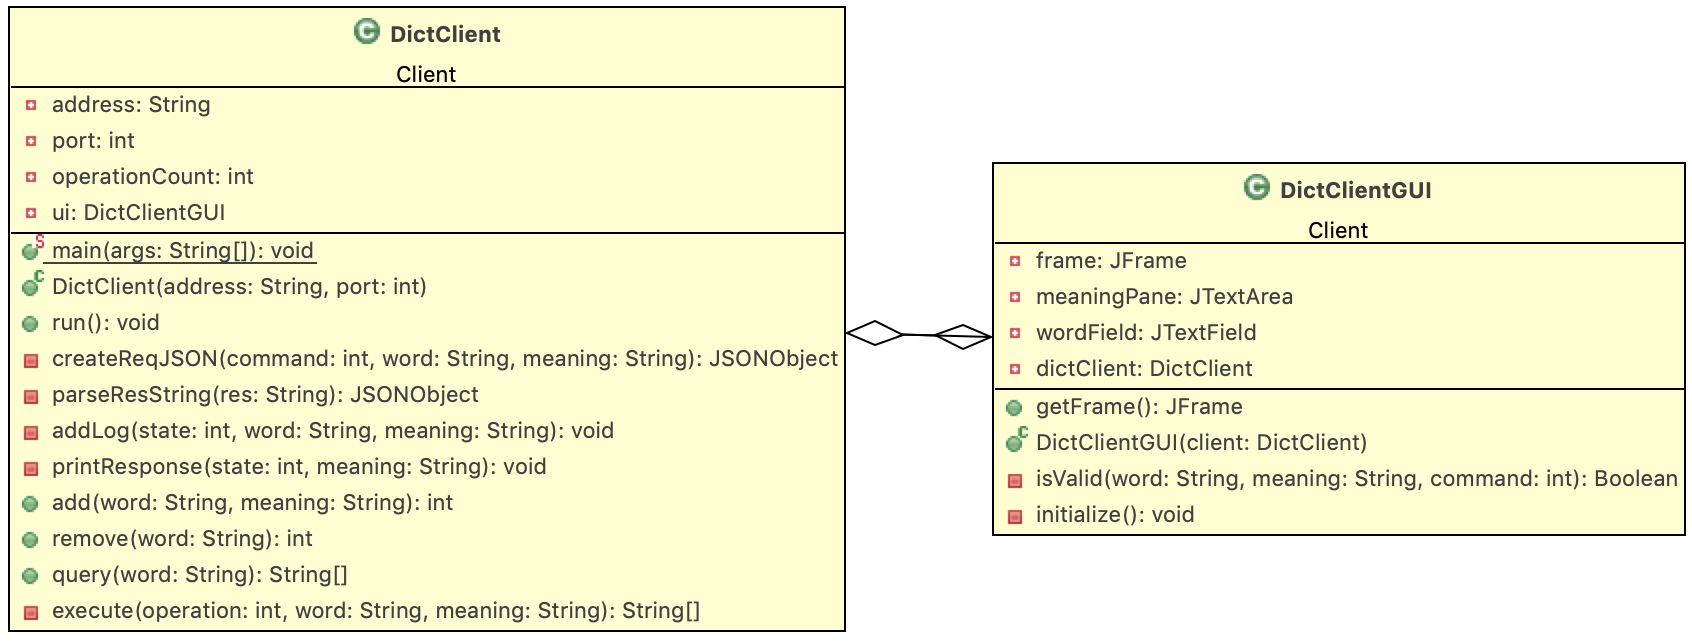 C DictClient
Client
address: String
port: int
operationCount: int
ui: DictClientGUI
S main(args: String[]): void
C DictClient(address: String, port: int)
run(): void
createReqJSON(command: int, word: String, meaning: String): JSONObject
parseResString(res: String): JSONObject
addLog(state: int, word: String, meaning: String): void
printResponse(state: int, meaning: String): void
add(word: String, meaning: String): int
remove(word: String): int
query(word: String): String[]
execute(operation: int, word: String, meaning: String): String[]
C DictClientGUI
Client
frame: JFrame
meaningPane: JTextArea
wordField: JTextField
dictClient: DictClient
getFrame(): JFrame
C DictClientGUI(client: DictClient)
isValid(word: String, meaning: String, command: int): Boolean
initialize(): void